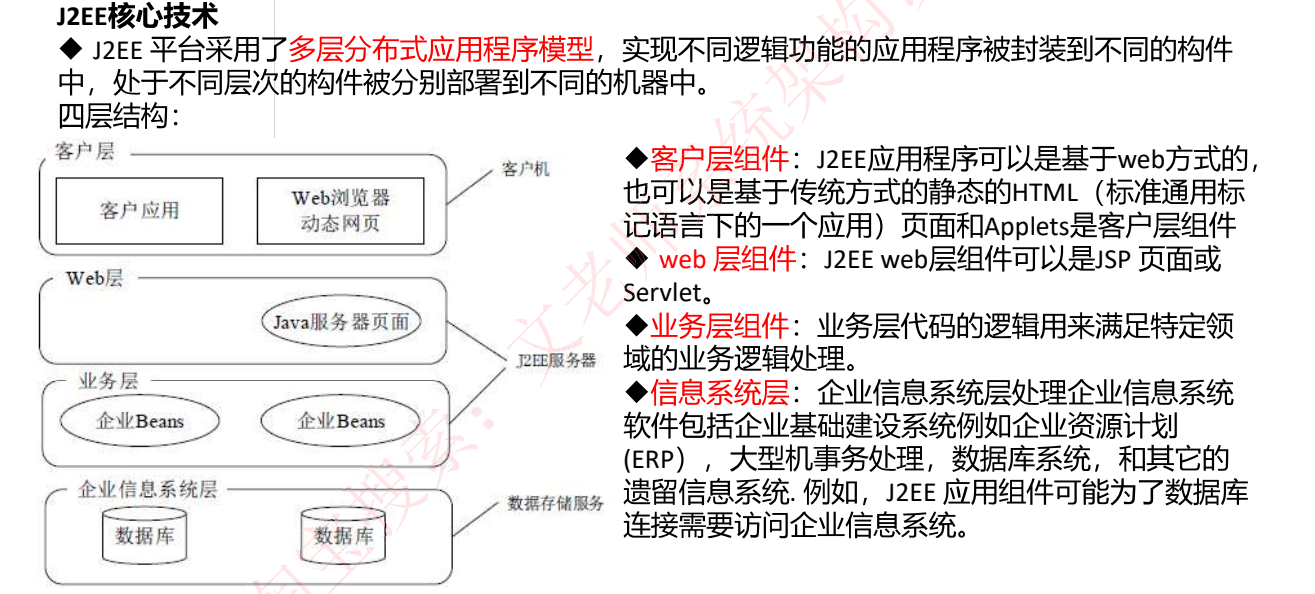 J2EE核心技术
◆ J2EE 平台采用了多层分布式应用程序模型，实现不同逻辑功能的应用程序被封装到不同的构件
中，处于不同层次的构件被分别部署到不同的机器中。
四层结构：
客户层
客户应用
Web浏览器
动态网页
客户机
Web层
Java服务器页面
J2EE服务器
业务层
企业Beans
企业Beans
企业信息系统层
数据库
数据库
数据存储服务
◆客户层组件：J2EE应用程序可以是基于web方式的，
也可以是基于传统方式的静态的HTML（标准通用标
记语言下的一个应用）页面和Applets是客户层组件
◆ web 层组件：J2EE web层组件可以是JSP 页面或
Servlet。
◆业务层组件：业务层代码的逻辑用来满足特定领
域的业务逻辑处理。
◆信息系统层：企业信息系统层处理企业信息系统
软件包括企业基础建设系统例如企业资源计划
(ERP），大型机事务处理，数据库系统，和其它的
遗留信息系统. 例如，J2EE 应用组件可能为了数据库
连接需要访问企业信息系统。